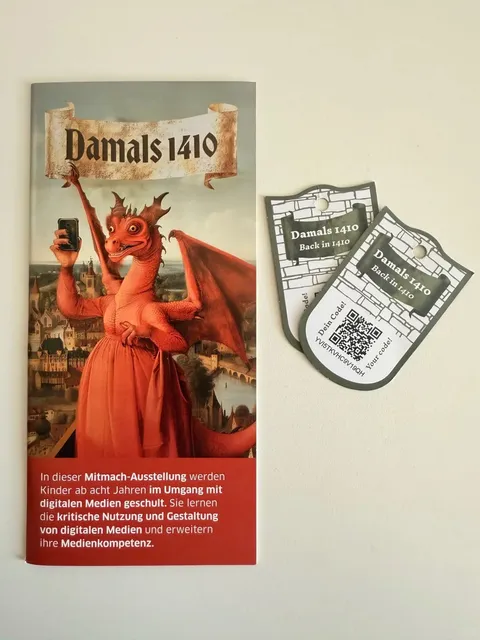 Damals 1410
In dieser Mitmach-Ausstellung werden
Kinder ab acht Jahren im Umgang mit
digitalen Medien geschult. Sie lernen
die kritische Nutzung und Gestaltung
von digitalen Medien und erweitern
ihre Medienkompetenz.
Damals 1410
Back in 1410
Damals 1410
Back in 1410
Dein Code!
Your code!